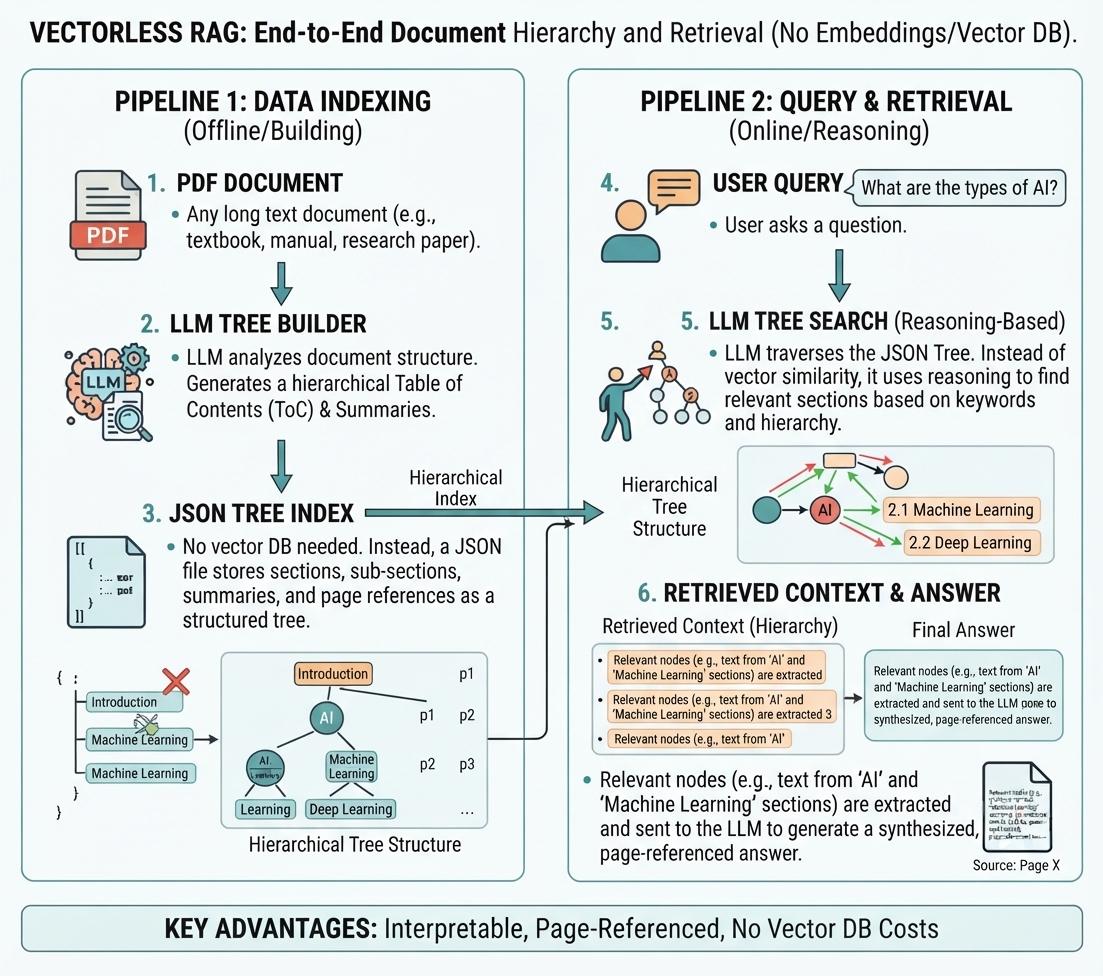 VECTORLESS RAG: End-to-End Document Hierarchy and Retrieval (No Embeddings/Vector DB).
PIPELINE 1: DATA INDEXING
(Offline/Building)
PDF
1. PDF DOCUMENT
• Any long text document (e.g.,
textbook, manual, research paper).
2. LLM TREE BUILDER
LLM
• LLM analyzes document structure.
Generates a hierarchical Table of
Contents (ToC) & Summaries.
Hierarchical
Index
3. JSON TREE INDEX
[[
{
}
]]
• No vector DB needed. Instead, a JSON
file stores sections, sub-sections,
summaries, and page references as a
structured tree.
{ :
Introduction
Machine Learning
Machine Learning
}
}
Introduction p1
AI p1 p2
AI.
Machine
Learning
p2 p3
Learning
Deep Learning
...
Hierarchical Tree Structure
PIPELINE 2: QUERY & RETRIEVAL
(Online/Reasoning)
4. USER QUERY
What are the types of AI?
• User asks a question.
5.
5. LLM TREE SEARCH (Reasoning-Based)
• LLM traverses the JSON Tree. Instead of
vector similarity, it uses reasoning to find
relevant sections based on keywords
and hierarchy.
Hierarchical
Tree
Structure
AI
2.1 Machine Learning
2.2 Deep Learning
6. RETRIEVED CONTEXT & ANSWER
Retrieved Context (Hierarchy)
• Relevant nodes (e g., text from ‘AI’ and
‘Machine Learning’ sections) are extracted
• Relevant nodes (e.g., text from ‘AI’ and
‘Machine Learning’ sections) are extracted 3
• Relevant nodes (e.g., text from ‘AI’
Final Answer
Relevant nodes (e.g., text from ‘AI’
and ‘Machine Learning’ sections) are
extracted and sent to the LLM pone to
synthesized, page-referenced answer.
• Relevant nodes (e.g., text from ‘AI’ and
‘Machine Learning’ sections) are extracted
and sent to the LLM to generate a synthesized,
page-referenced answer.
Source: Page X
KEY ADVANTAGES: Interpretable, Page-Referenced, No Vector DB Costs